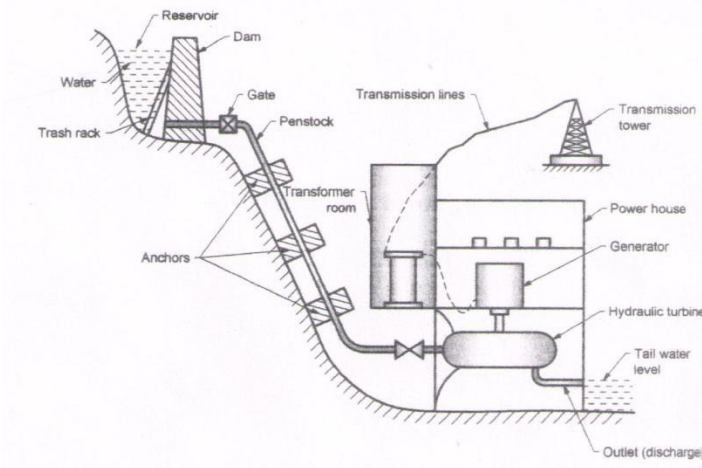 Reservoir
Dam
Water
Gate
Penstock
Trash rack
Transmission lines
Transmission
tower
Transformer
room
Power house
Generator
Anchors
Hydraulic turbine
Tail water
level
Outlet (discharge)